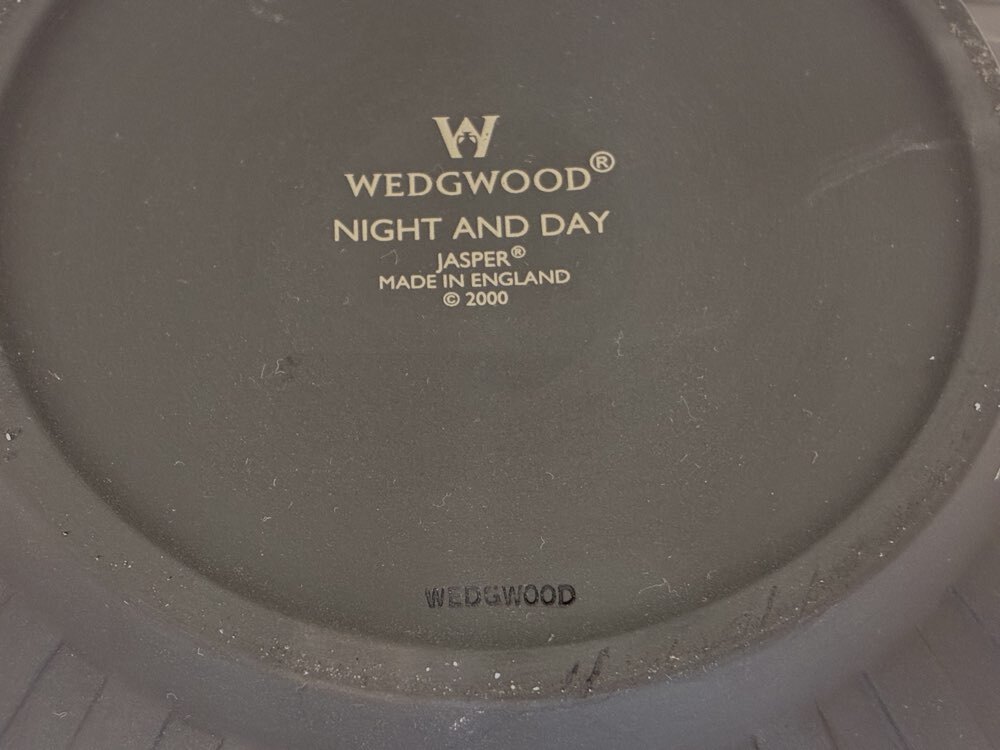 W
WEDGWOOD®
NIGHT AND DAY
JASPER®
MADE IN ENGLAND
© 2000
WEDGWOOD